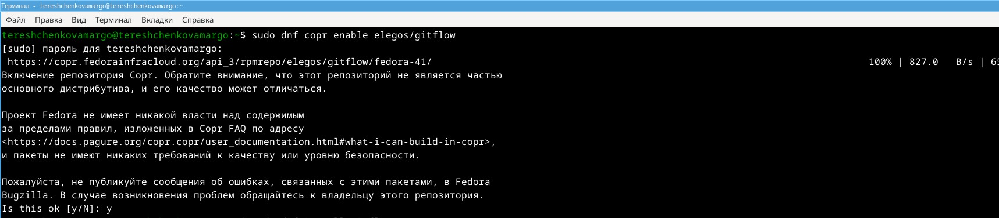 Терминал - tereshchenkovamargo@tereshchenkovamargo:~
Файл Правка Вид Терминал Вкладки Справка
tereshchenkovamargo@tereshchenkovamargo:~$ sudo dnf copr enable elegos/gitflow
[sudo] пароль для tereshchenkovamargo:
https://copr.fedorainfracloud.org/api_3/rpmrepo/elegos/gitflow/fedora-41/ 100% | 827.0 B/s | 65
Включение репозитория Copr. Обратите внимание, что этот репозиторий не является частью
основного дистрибутива, и его качество может отличаться.
Проект Fedora не имеет никакой власти над содержимым
за пределами правил, изложенных в Copr FAQ по адресу
<https://docs.pagure.org/copr.copr/user_documentation.html#what-i-can-build-in-copr>,
и пакеты не имеют никаких требований к качеству или уровню безопасности.
Пожалуйста, не публикуйте сообщения об ошибках, связанных с этими пакетами, в Fedora
Bugzilla. В случае возникновения проблем обращайтесь к владельцу этого репозитория.
Is this ok [y/N]: y